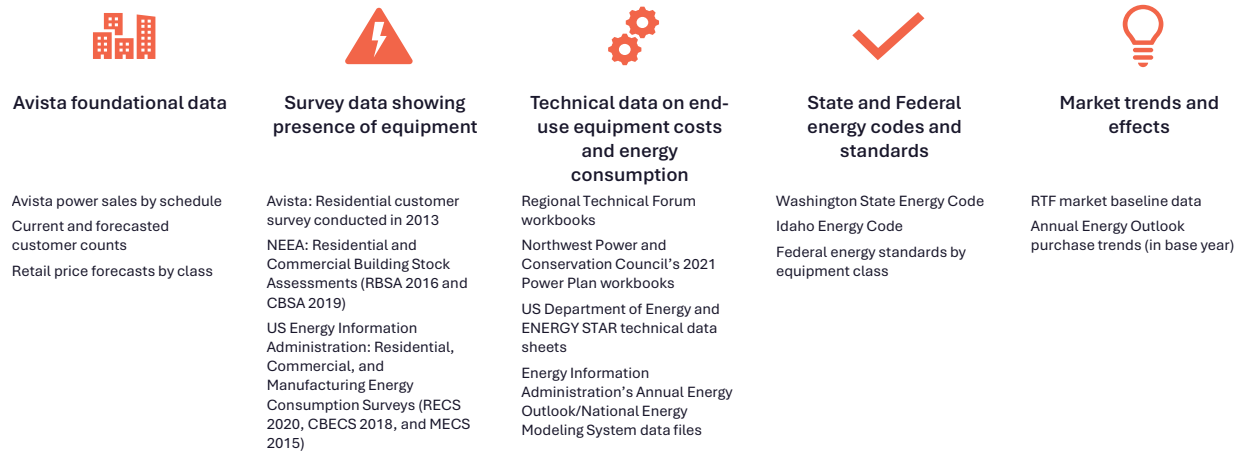 Avista foundational data
Avista power sales by schedule
Current and forecasted
customer counts
Retail price forecasts by class
Survey data showing
presence of equipment
Avista: Residential customer
survey conducted in 2013
NEEA: Residential and
Commercial Building Stock
Assessments (RBSA 2016 and
CBSA 2019)
US Energy Information
Administration: Residential,
Commercial, and
Manufacturing Energy
Consumption Surveys (RECS
2020, CBECS 2018, and MECS
2015)
Technical data on end-
use equipment costs
and energy
consumption
Regional Technical Forum
workbooks
Northwest Power and
Conservation Council's 2021
Power Plan workbooks
US Department of Energy and
ENERGY STAR technical data
sheets
Energy Information
Administration's Annual Energy
Outlook/National Energy
Modeling System data files
State and Federal
energy codes and
standards
Washington State Energy Code
Idaho Energy Code
Federal energy standards by
equipment class
Market trends and
effects
RTF market baseline data
Annual Energy Outlook
purchase trends (in base year)